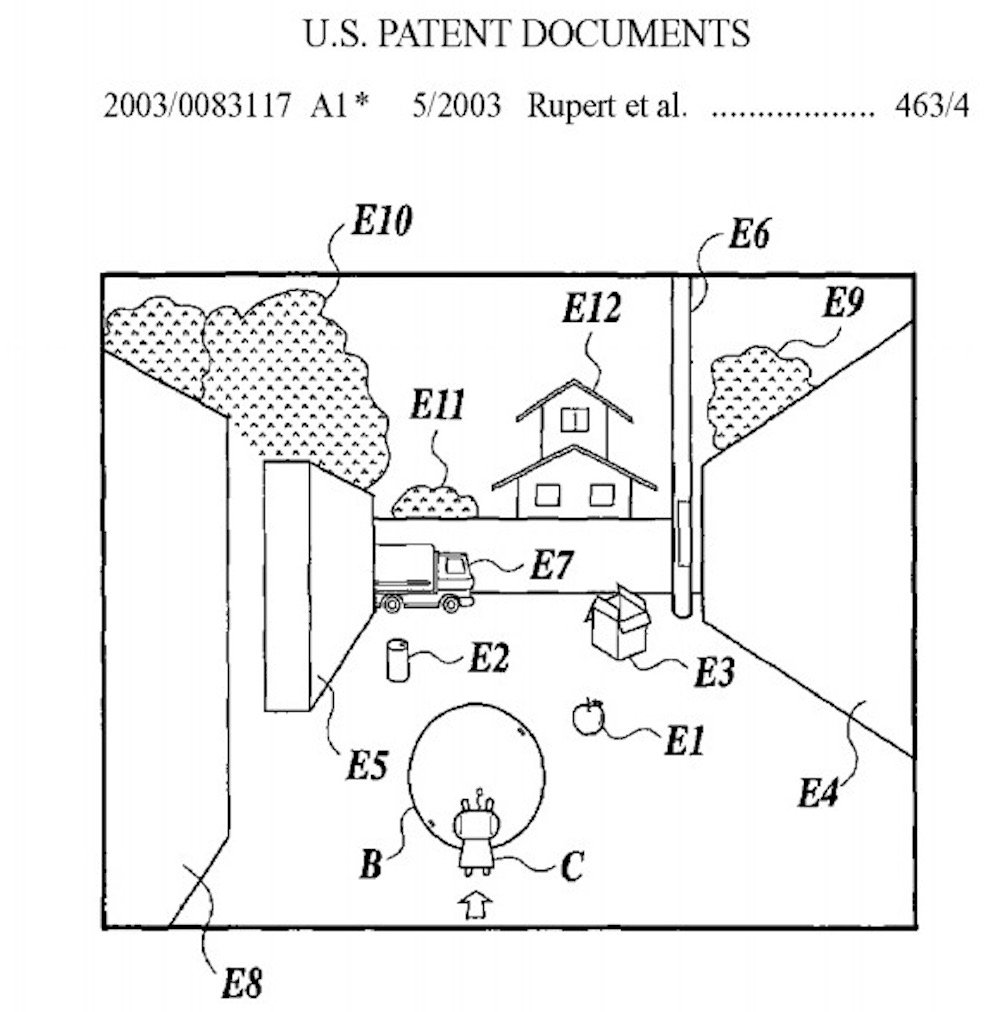 U.S. PATENT DOCUMENTS
2003/0083117 A1* 5/2003 Rupert et al. .................. 463/4
E10
E6
E9
E12
E11
E7
E2
E3
E1
E5
E4
B
C
E8